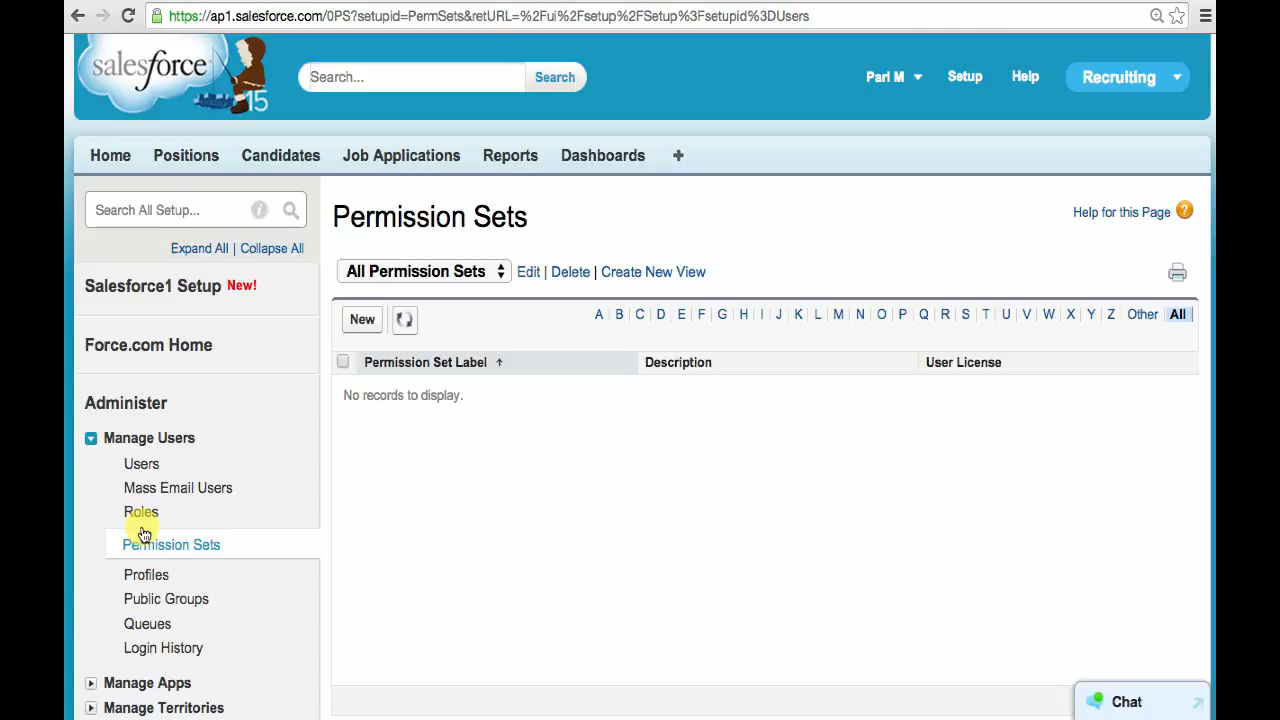 https://ap1.salesforce.com/0PS?setupid=PermSets&retURL=%2Fui%2Fsetup%2FSetup%3Fsetupid%3DUsers
salesforce
15
Search...
Search
Parl M
Setup
Help
Recruiting
Home
Positions
Candidates
Job Applications
Reports
Dashboards
+
Search All Setup...
Expand All | Collapse All
Salesforce1 Setup New!
Force.com Home
Administer
Manage Users
Users
Mass Email Users
Roles
Permission Sets
Profiles
Public Groups
Queues
Login History
Manage Apps
Manage Territories
Permission Sets
Help for this Page ?
All Permission Sets
Edit | Delete | Create New View
New
A | B | C | D | E | F | G | H | I | J | K | L | M | N | O | P | Q | R | S | T | U | V | W | X | Y | Z | Other | All
Permission Set Label
Description
User License
No records to display.
Chat